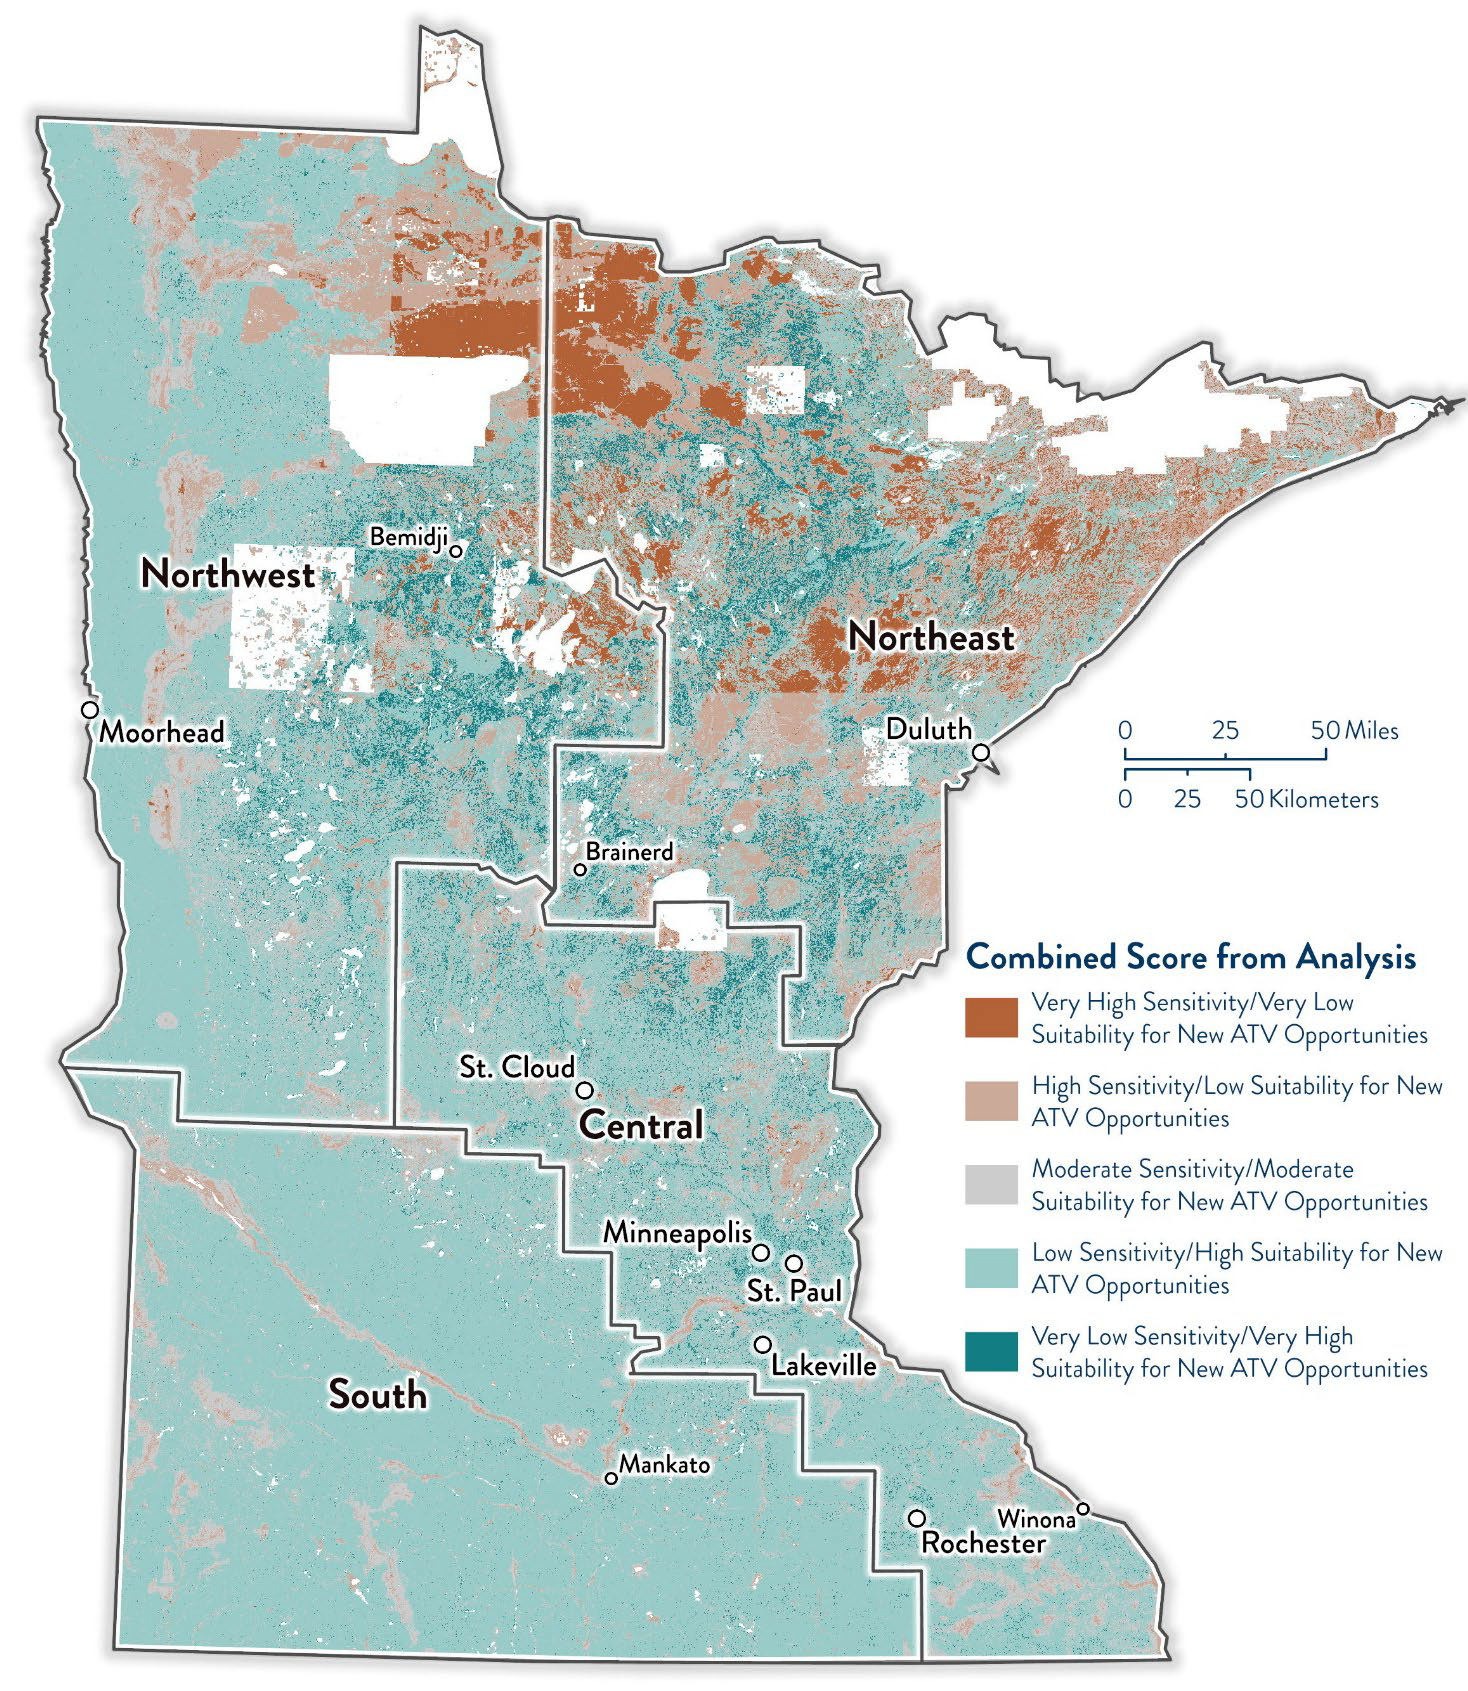 Bemidji
Northwest
Northeast
Moorhead
Duluth
0 25 50 Miles
0 25 50 Kilometers
Brainerd
Combined Score from Analysis
Very High Sensitivity/Very Low
Suitability for New ATV Opportunities
High Sensitivity/Low Suitability for New
ATV Opportunities
Moderate Sensitivity/Moderate
Suitability for New ATV Opportunities
Low Sensitivity/High Suitability for New
ATV Opportunities
Very Low Sensitivity/Very High
Suitability for New ATV Opportunities
St. Cloud
Central
Minneapolis
St. Paul
Lakeville
South
Mankato
Winona
Rochester